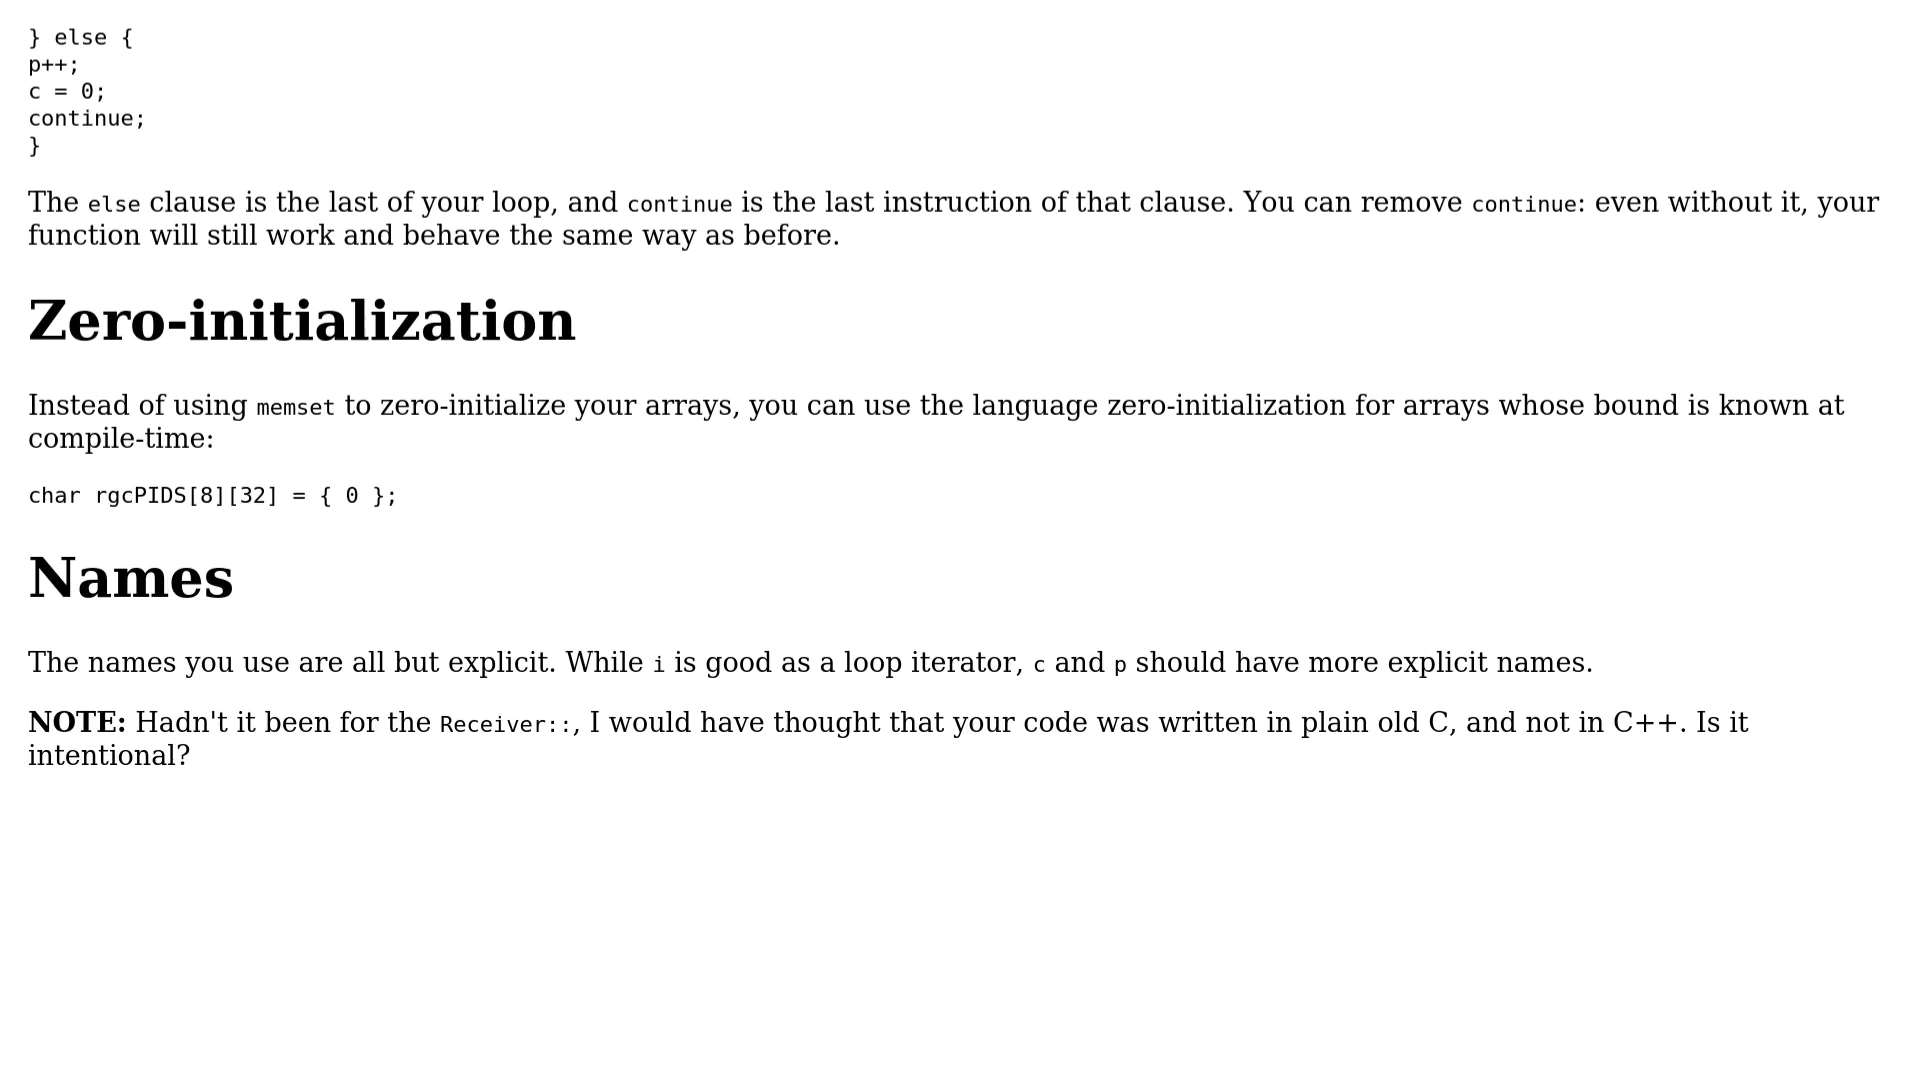 } else {
p++;
c = 0;
continue;
}
The else clause is the last of your loop, and continue is the last instruction of that clause. You can remove continue: even without it, your
function will still work and behave the same way as before.
Zero-initialization
Instead of using memset to zero-initialize your arrays, you can use the language zero-initialization for arrays whose bound is known at
compile-time:
char rgcPIDS[8][32] = { 0 };
Names
The names you use are all but explicit. While i is good as a loop iterator, c and p should have more explicit names.
NOTE: Hadn't it been for the Receiver::, I would have thought that your code was written in plain old C, and not in C++. Is it
intentional?